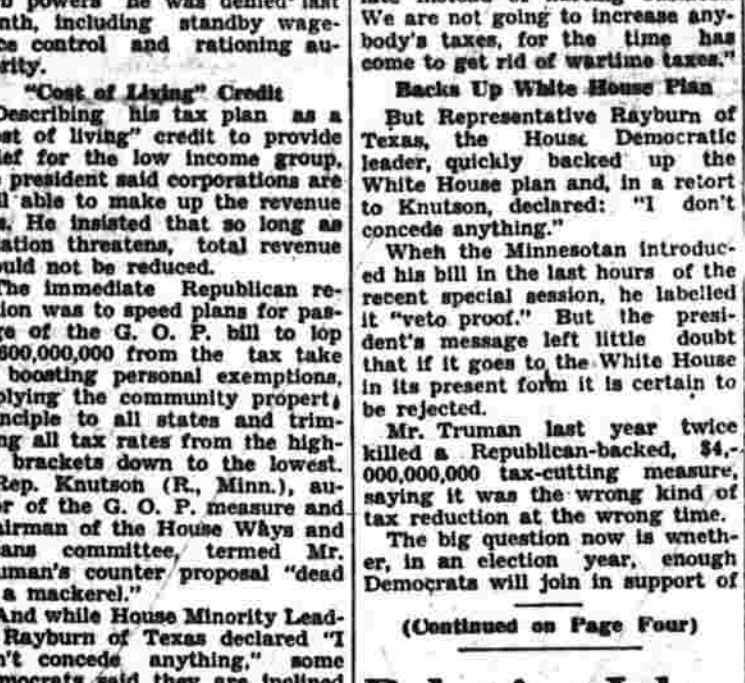 powers he was denied last
nth, including standby wage-
ce control and rationing au-
rity.
"Cost of Living" Credit
Describing his tax plan as a
st of living" credit to provide
ief for the low income group,
president said corporations are
ll able to make up the revenue
s. He insisted that so long as
ation threatens, total revenue
uld not be reduced.
The immediate Republican re-
ion was to speed plans for pas-
ge of the G. O. P. bill to lop
600,000,000 from the tax take
boosting personal exemptions,
plying the community property
nciple to all states and trim-
ng all tax rates from the high-
brackets down to the lowest.
Rep. Knutson (R., Minn.), au-
or of the G. O. P. measure and
airman of the House Ways and
ans committee, termed Mr.
uman's counter proposal "dead
a mackerel."
And while House Minority Lead-
Rayburn of Texas declared "I
n't concede anything," some
mocrats said they are inclined
We are not going to increase any-
body's taxes, for the time has
come to get rid of wartime taxes."
Backs Up White House Plan
But Representative Rayburn of
Texas, the House Democratic
leader, quickly backed up the
White House plan and, in a retort
to Knutson, declared: "I don't
concede anything."
Wheh the Minnesotan introduc-
ed his bill in the last hours of the
recent special session, he labelled
it "veto proof." But the presi-
dent's message left little doubt
that if it goes to the White House
in its present form it is certain to
be rejected.
Mr. Truman last year twice
killed a Republican-backed, $4,-
000,000,000 tax-cutting measure,
saying it was the wrong kind of
tax reduction at the wrong time.
The big question now is wneth-
er, in an election year, enough
Democrats will join in support of
(Continued on Page Four)